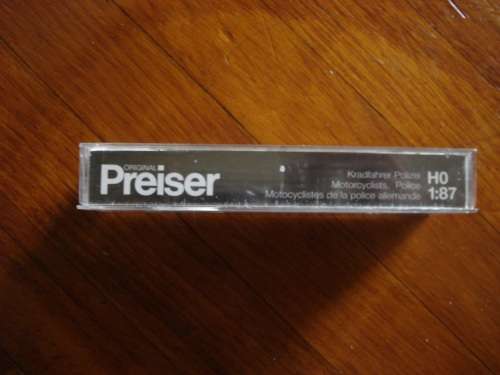 ORIGINAL
Preiser
Kradfahrer Polizei
Motorcyclists. Police
Motocyclistes de la police allemande
H0
1:87